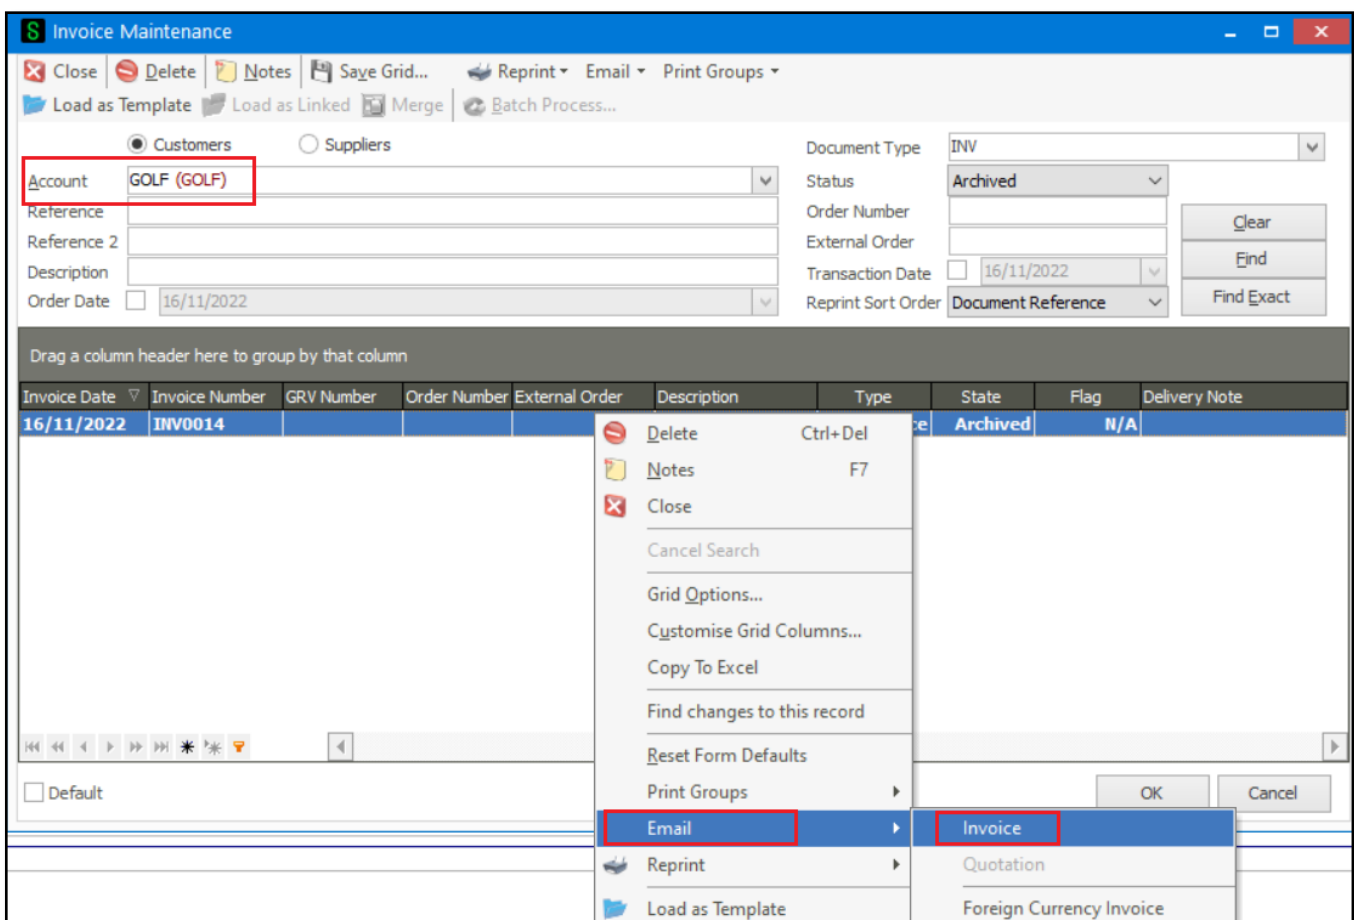 S Invoice Maintenance
Close Delete Notes Save Grid... Reprint Email Print Groups
Load as Template Load as Linked Merge Batch Process...
Customers Suppliers
Document Type INV
Account GOLF (GOLF)
Status Archived
Reference
Order Number
Clear
Reference 2
External Order
Find
Description
Transaction Date 16/11/2022
Order Date 16/11/2022
Reprint Sort Order Document Reference
Find Exact
Drag a column header here to group by that column
Invoice Date Invoice Number GRV Number Order Number External Order Description Type State Flag Delivery Note
16/11/2022 INV0014 ce Archived N/A
Delete Ctrl+Del
Notes F7
Close
Cancel Search
Grid Options...
Customise Grid Columns...
Copy To Excel
Find changes to this record
Reset Form Defaults
Print Groups
Default
OK Cancel
Email
Invoice
Reprint
Quotation
Load as Template
Foreign Currency Invoice